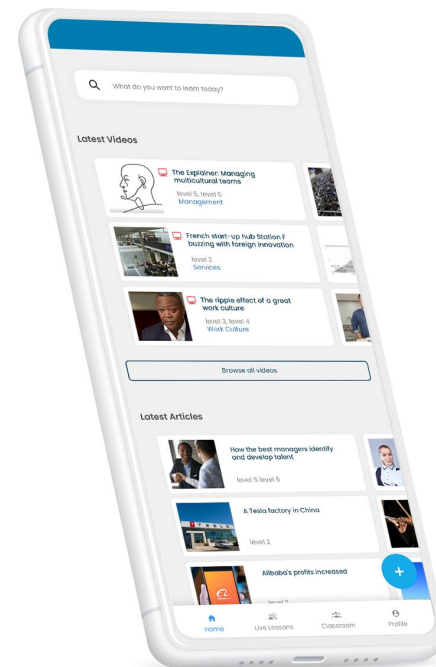 What do you want to learn today?
Latest Videos
The Explainer: Managing
multicultural teams
level 5, level 6
Management
French start-up hub Station F
buzzing with foreign innovation
level 2
Services
The ripple effect of a great
work culture
level 3, level 4
Work Culture
Browse all videos
Latest Articles
How the best managers identify
and develop talent
level 5 level 6
A Tesla factory in China
level 2
Alibaba's profits increased
level 2
Home
Live Lessons
Classroom
Profile